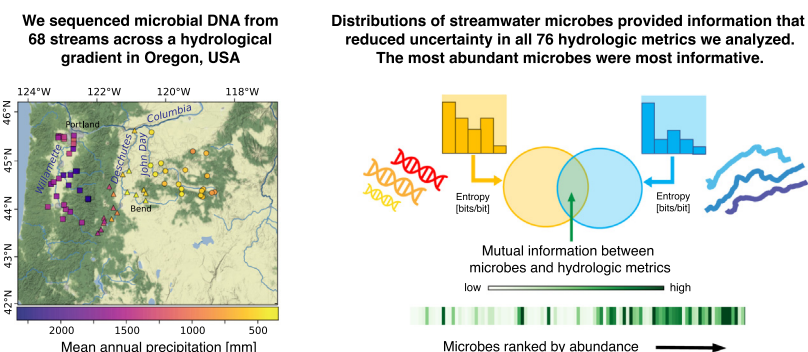 We sequenced microbial DNA from
68 streams across a hydrological
gradient in Oregon, USA
124°W 122°W 120°W 118°W
46°N
45°N
44°N
43°N
42°N
Portland
Columbia
Willamette
Deschutes
John Day
Bend
2000 1500 1000 500
Mean annual precipitation [mm]
Distributions of streamwater microbes provided information that
reduced uncertainty in all 76 hydrologic metrics we analyzed.
The most abundant microbes were most informative.
Entropy
[bits/bit]
Entropy
[bits/bit]
Mutual information between
microbes and hydrologic metrics
low high
Microbes ranked by abundance